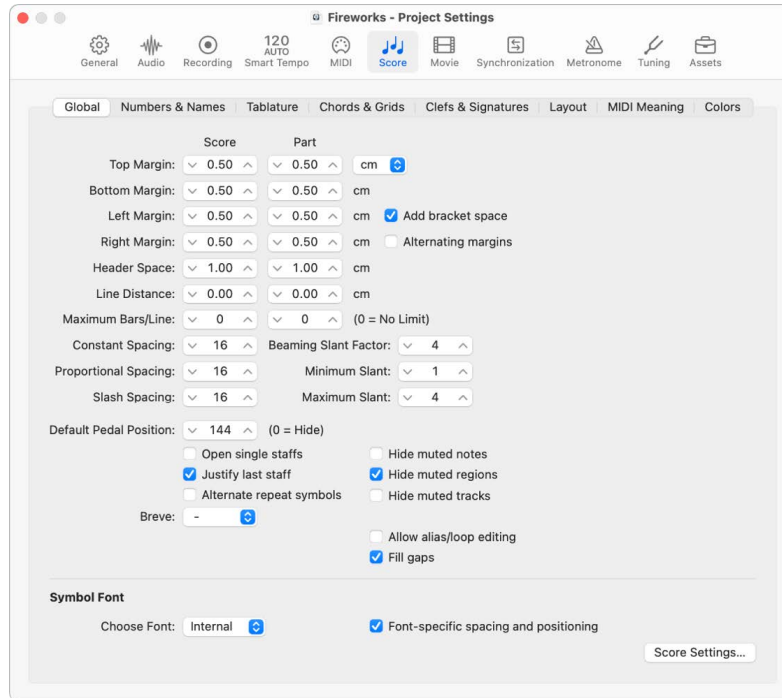 Fireworks - Project Settings
General Audio Recording 120 AUTO Smart Tempo MIDI Score Movie Synchronization Metronome Tuning Assets
Global Numbers & Names Tablature Chords & Grids Clefs & Signatures Layout MIDI Meaning Colors
Score Part
Top Margin: 0.50 0.50 cm
Bottom Margin: 0.50 0.50 cm
Left Margin: 0.50 0.50 cm Add bracket space
Right Margin: 0.50 0.50 cm Alternating margins
Header Space: 1.00 1.00 cm
Line Distance: 0.00 0.00 cm
Maximum Bars/Line: 0 0 (0 = No Limit)
Constant Spacing: 16 Beaming Slant Factor: 4
Proportional Spacing: 16 Minimum Slant: 1
Slash Spacing: 16 Maximum Slant: 4
Default Pedal Position: 144 (0 = Hide)
Open single staffs Hide muted notes
Justify last staff Hide muted regions
Alternate repeat symbols Hide muted tracks
Breve: -
Allow alias/loop editing
Fill gaps
Symbol Font
Choose Font: Internal Font-specific spacing and positioning
Score Settings...